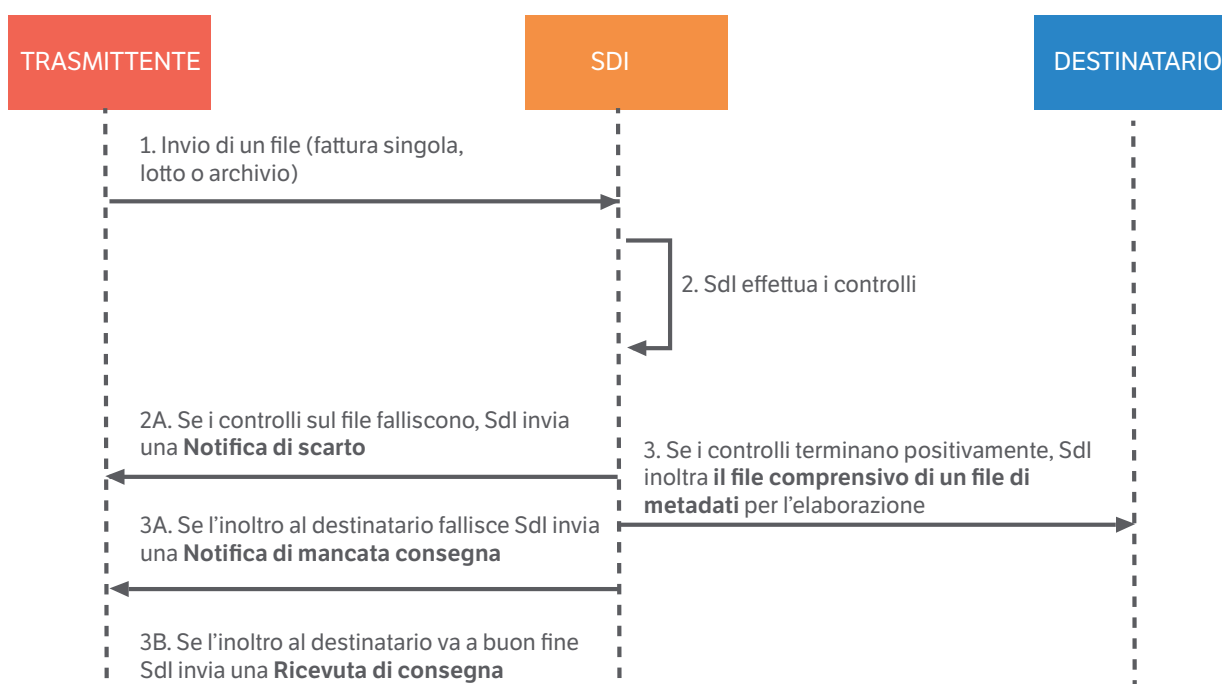 TRASMITTENTE
SDI
DESTINATARIO
1. Invio di un file (fattura singola,
lotto o archivio)
2. SdI effettua i controlli
2A. Se i controlli sul file falliscono, SdI invia
una Notifica di scarto
3. Se i controlli terminano positivamente, SdI
inoltra il file comprensivo di un file di
metadati per l'elaborazione
3A. Se l'inoltro al destinatario fallisce SdI invia
una Notifica di mancata consegna
3B. Se l'inoltro al destinatario va a buon fine
SdI invia una Ricevuta di consegna